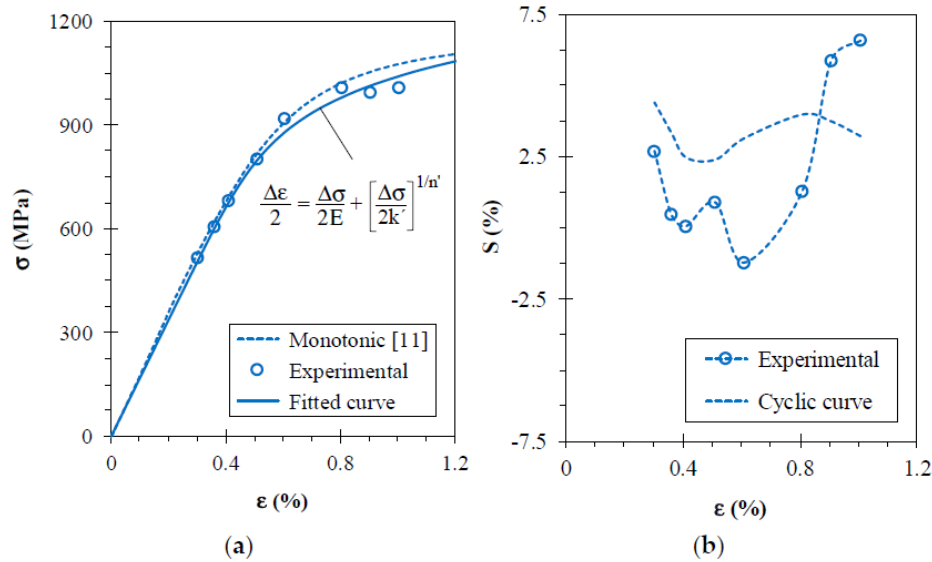 1200
900
600
300
0
0
0.4
0.8
1.2
σ (MPa)
ε (%)
Δε/2 = Δσ/2E + [Δσ/2k´]^1/n'
Monotonic [11]
Experimental
Fitted curve
(a)
7.5
2.5
-2.5
-7.5
0
0.4
0.8
1.2
S (%)
ε (%)
Experimental
Cyclic curve
(b)